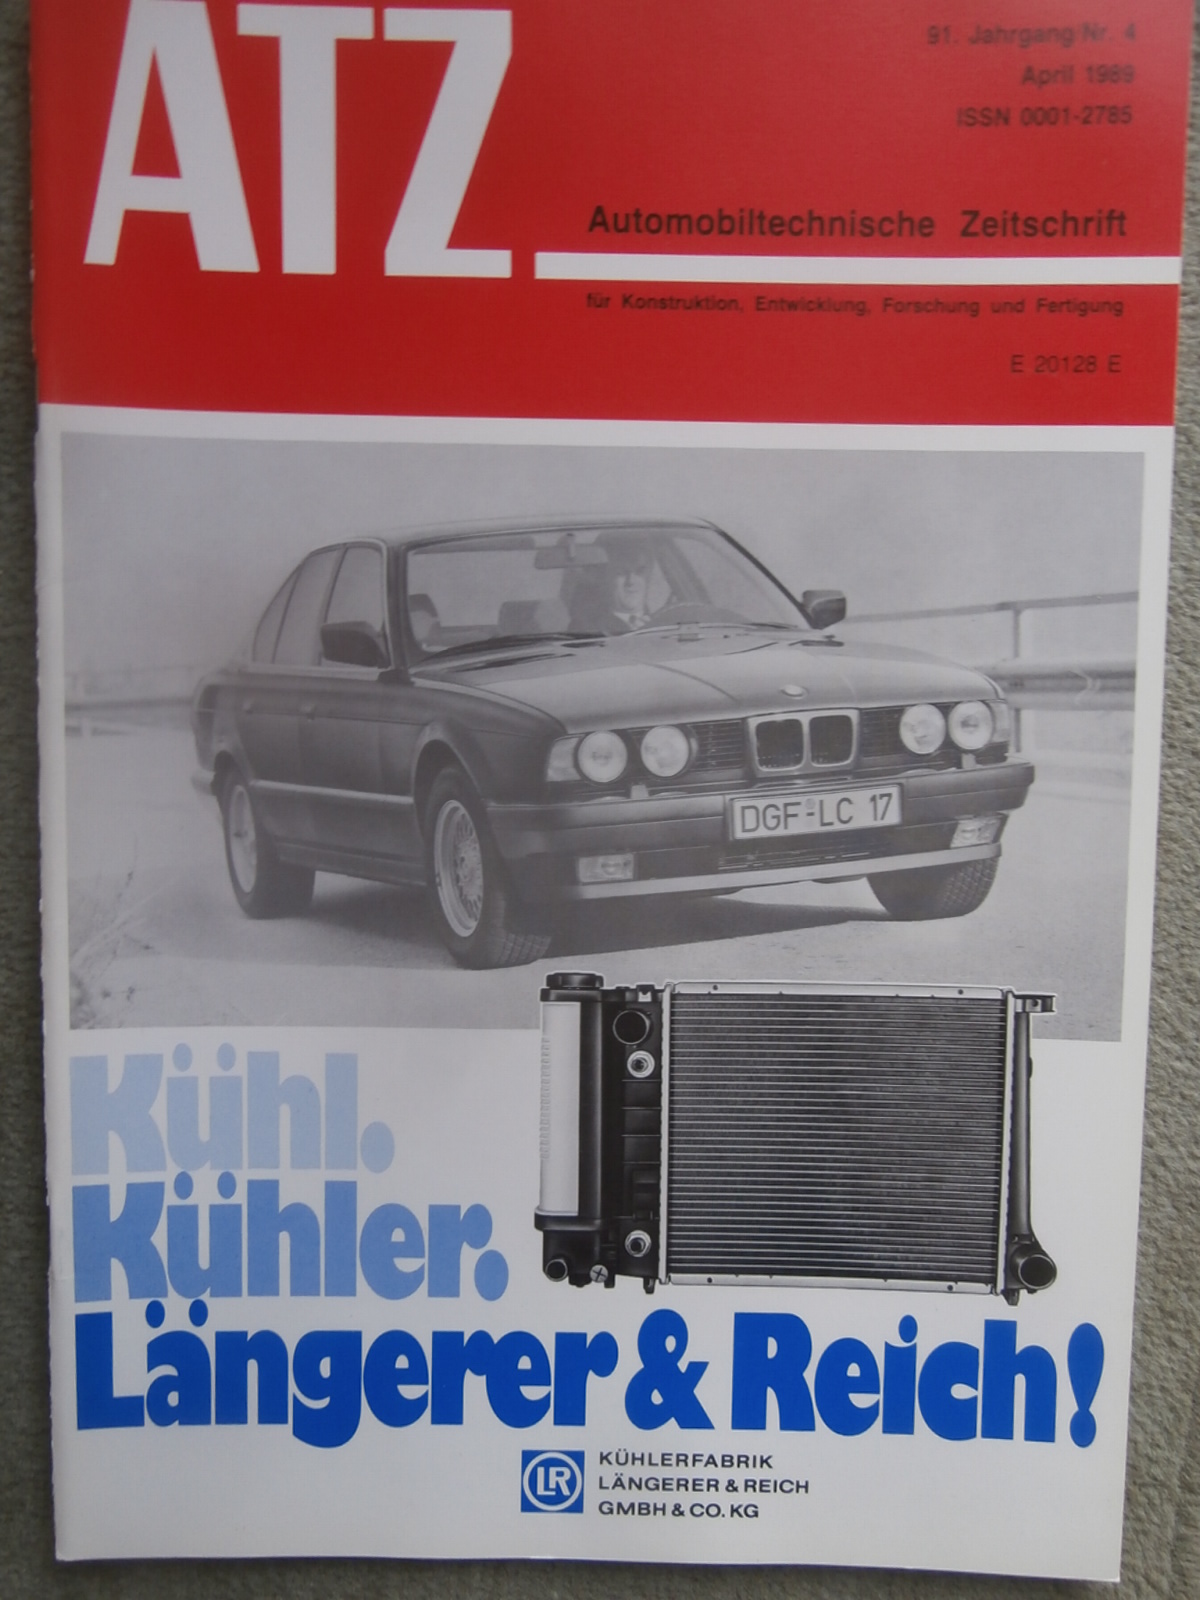 ATZ
91. Jahrgang/Nr. 4
April 1989
ISSN 0001-2785
Automobiltechnische Zeitschrift
für Konstruktion, Entwicklung, Forschung und Fertigung
E 20128 E
DGF-LC 17
Kühl.
Kühler.
Längerer & Reich!
LR
KÜHLERFABRIK
LÄNGERER & REICH
GMBH & CO. KG